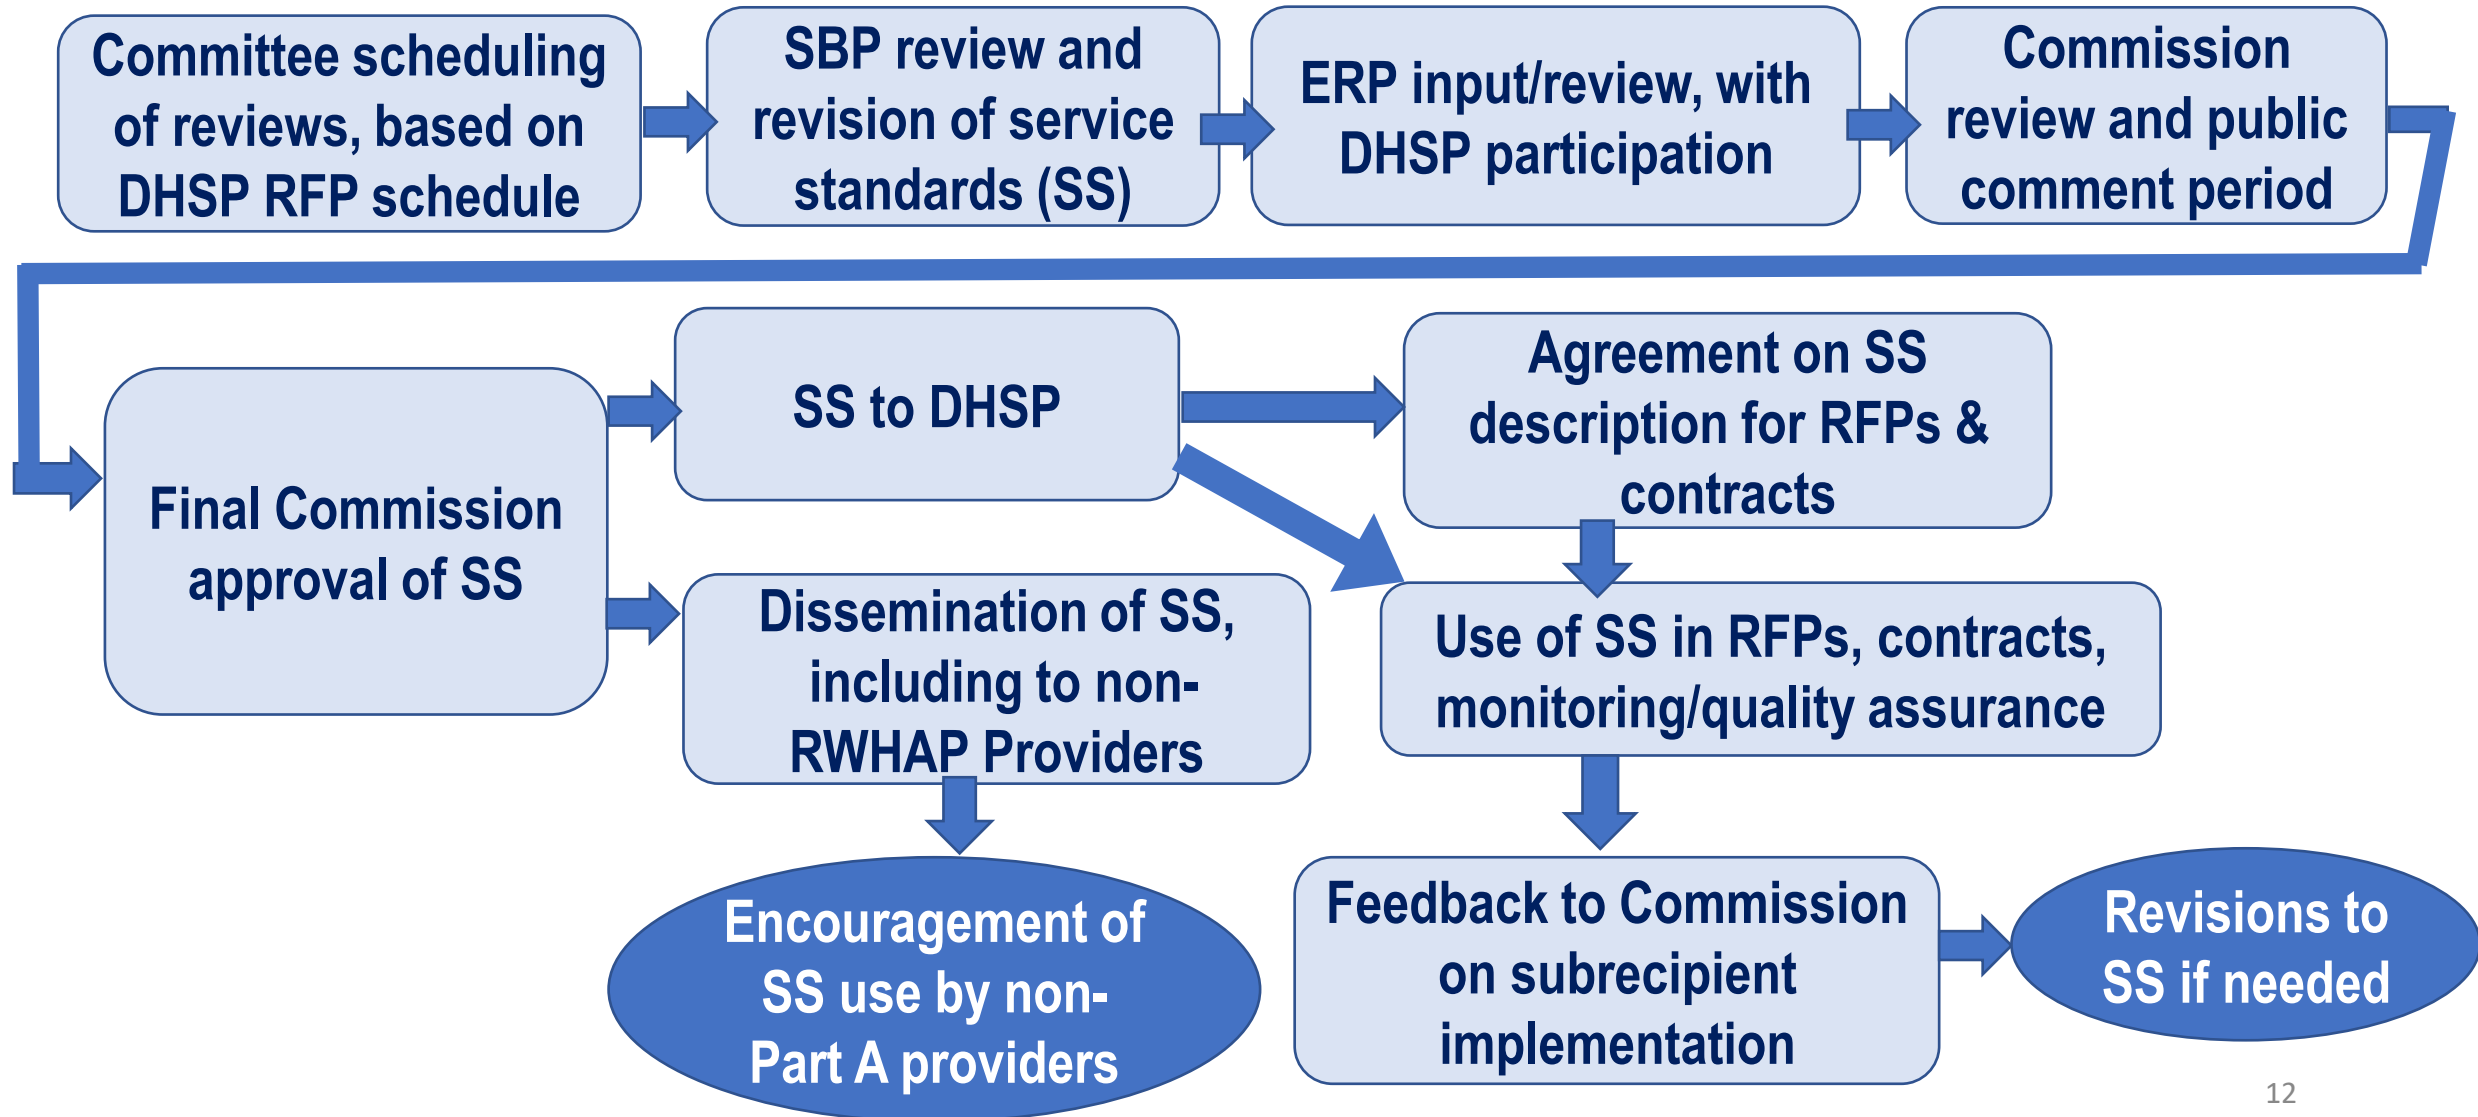 Committee scheduling
of reviews, based on
DHSP RFP schedule
SBP review and
revision of service
standards (SS)
ERP input/review, with
DHSP participation
Commission
review and public
comment period
Final Commission
approval of SS
SS to DHSP
Agreement on SS
description for RFPs &
contracts
Dissemination of SS,
including to non-
RWHAP Providers
Use of SS in RFPs, contracts,
monitoring/quality assurance
Encouragement of
SS use by non-
Part A providers
Feedback to Commission
on subrecipient
implementation
Revisions to
SS if needed
12